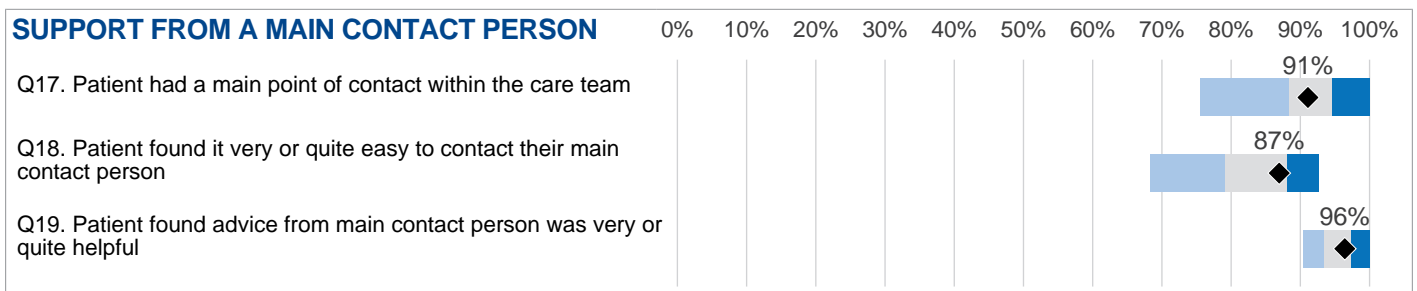 SUPPORT FROM A MAIN CONTACT PERSON 0% 10% 20% 30% 40% 50% 60% 70% 80% 90% 100%
Q17. Patient had a main point of contact within the care team 91%
Q18. Patient found it very or quite easy to contact their main
contact person
87%
Q19. Patient found advice from main contact person was very or
quite helpful
96%